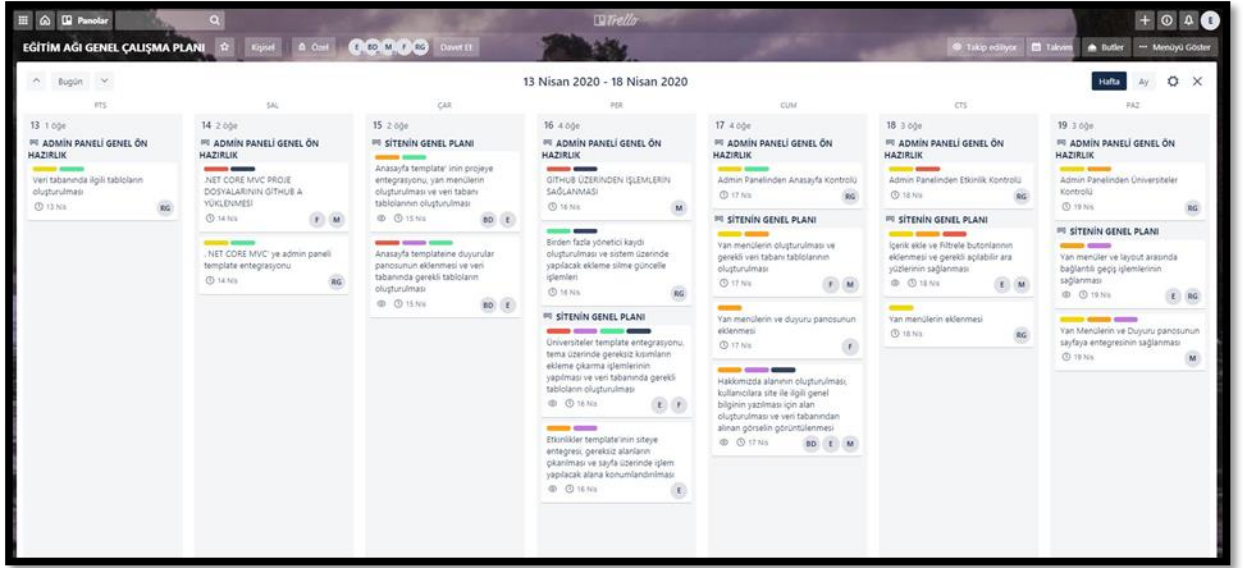 Panolar
Trello
E
EĞİTİM AĞI GENEL ÇALIŞMA PLANI
Kişisel
Özel
E BD M F RG
Davet Et
Takip ediliyor
Takvim
Butler
Menüyü Göster
Bugün
13 Nisan 2020 - 18 Nisan 2020
Hafta
Ay
PTS
SAL
ÇAR
PER
CUM
CTS
PAZ
13 1 öğe
ADMİN PANELİ GENEL ÖN
HAZIRLIK
Veri tabanında ilgili tabloların
oluşturulması
13 Nis
RG
14 2 öğe
ADMİN PANELİ GENEL ÖN
HAZIRLIK
.NET CORE MVC PROJE
DOSYALARININ GİTHUB A
YÜKLENMESİ
14 Nis
F M
. NET CORE MVC' ye admin paneli
template entegrasyonu
14 Nis
RG
15 2 öğe
SİTENİN GENEL PLANI
Anasayfa template' inin projeye
entegrasyonu, yan menülerin
oluşturulması ve veri tabanı
tablolarının oluşturulması
15 Nis
BD E
Anasayfa templateine duyurular
panosunun eklenmesi ve veri
tabanında gerekli tabloların
oluşturulması
15 Nis
BD E
16 4 öğe
ADMİN PANELİ GENEL ÖN
HAZIRLIK
GİTHUB ÜZERİNDEN İŞLEMLERİN
SAĞLANMASI
16 Nis
M
Birden fazla yönetici kaydı
oluşturulması ve sistem üzerinde
yapılacak ekleme silme güncelle
işlemleri
16 Nis
RG
SİTENİN GENEL PLANI
Üniversiteler template entegrasyonu,
tema üzerinde gereksiz kısımların
ekleme çıkarma işlemlerinin
yapılması ve veri tabanında gerekli
tabloların oluşturulması
16 Nis
E F
Etkinlikler template'inin siteye
entegresi, gereksiz alanların
çıkarılması ve sayfa üzerinde işlem
yapılacak alana konumlandırılması
16 Nis
E
17 4 öğe
ADMİN PANELİ GENEL ÖN
HAZIRLIK
Admin Panelinden Anasayfa Kontrolü
17 Nis
RG
SİTENİN GENEL PLANI
Yan menülerin oluşturulması ve
gerekli veri tabanı tablolarının
oluşturulması
17 Nis
F M
Yan menülerin ve duyuru panosunun
eklenmesi
17 Nis
F
Hakkımızda alanının oluşturulması,
kullanıcılara site ile ilgili genel
bilginin yazılması için alan
oluşturulması ve veri tabanından
alınan görselin görüntülenmesi
17 Nis
BD E M
18 3 öğe
ADMİN PANELİ GENEL ÖN
HAZIRLIK
Admin Panelinden Etkinlik Kontrolü
18 Nis
RG
SİTENİN GENEL PLANI
İçerik ekle ve Filtrele butonlarının
eklenmesi ve gerekli açılabilir ara
yüzlerinin sağlanması
18 Nis
E M
Yan menülerin eklenmesi
18 Nis
RG
19 3 öğe
ADMİN PANELİ GENEL ÖN
HAZIRLIK
Admin Panelinden Üniversiteler
Kontrolü
19 Nis
RG
SİTENİN GENEL PLANI
Yan menüler ve layout arasında
bağlantılı geçiş işlemlerinin
sağlanması
19 Nis
E RG
Yan Menülerin ve Duyuru panosunun
sayfaya entegresinin sağlanması
19 Nis
M